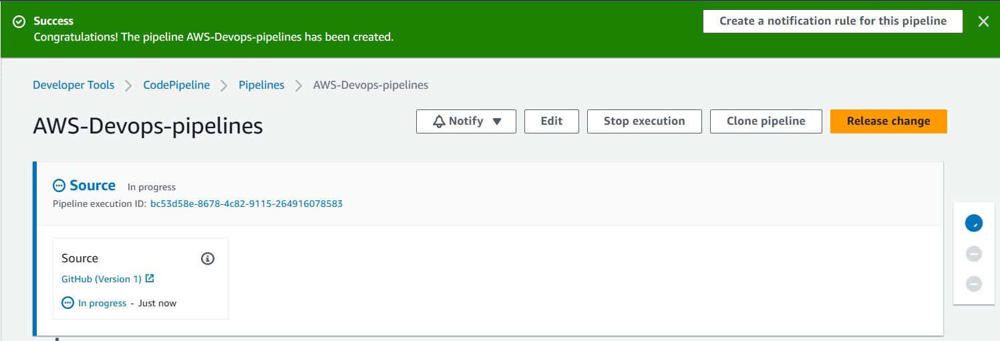 Success
Create a notification rule for this pipeline
Congratulations! The pipeline AWS-Devops-pipelines has been created.
Developer Tools > CodePipeline > Pipelines > AWS-Devops-pipelines
AWS-Devops-pipelines
Notify Edit Stop execution Clone pipeline Release change
Source In progress
Pipeline execution ID: bc53d58e-8678-4c82-9115-264916078583
Source
GitHub (Version 1)
In progress - Just now